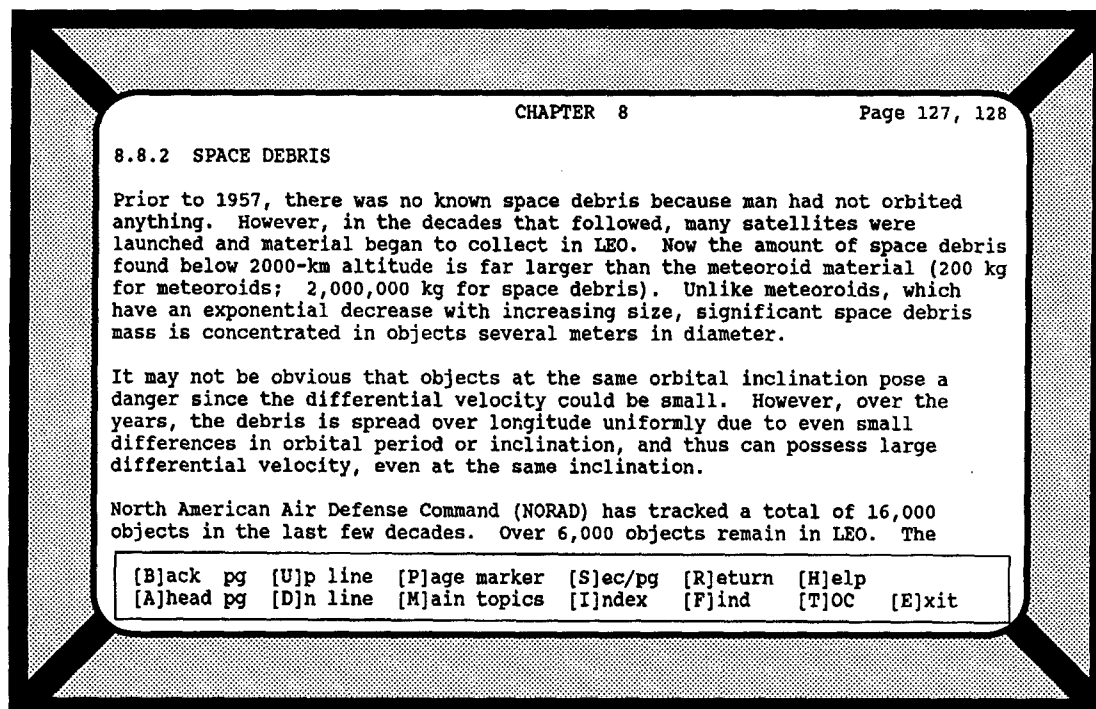 CHAPTER 8 Page 127, 128
8.8.2 SPACE DEBRIS
Prior to 1957, there was no known space debris because man had not orbited
anything. However, in the decades that followed, many satellites were
launched and material began to collect in LEO. Now the amount of space debris
found below 2000-km altitude is far larger than the meteoroid material (200 kg
for meteoroids; 2,000,000 kg for space debris). Unlike meteoroids, which
have an exponential decrease with increasing size, significant space debris
mass is concentrated in objects several meters in diameter.
It may not be obvious that objects at the same orbital inclination pose a
danger since the differential velocity could be small. However, over the
years, the debris is spread over longitude uniformly due to even small
differences in orbital period or inclination, and thus can possess large
differential velocity, even at the same inclination.
North American Air Defense Command (NORAD) has tracked a total of 16,000
objects in the last few decades. Over 6,000 objects remain in LEO. The
[B]ack pg [U]p line [P]age marker [S]ec/pg [R]eturn [H]elp
[A]head pg [D]n line [M]ain topics [I]ndex [F]ind [T]OC [E]xit